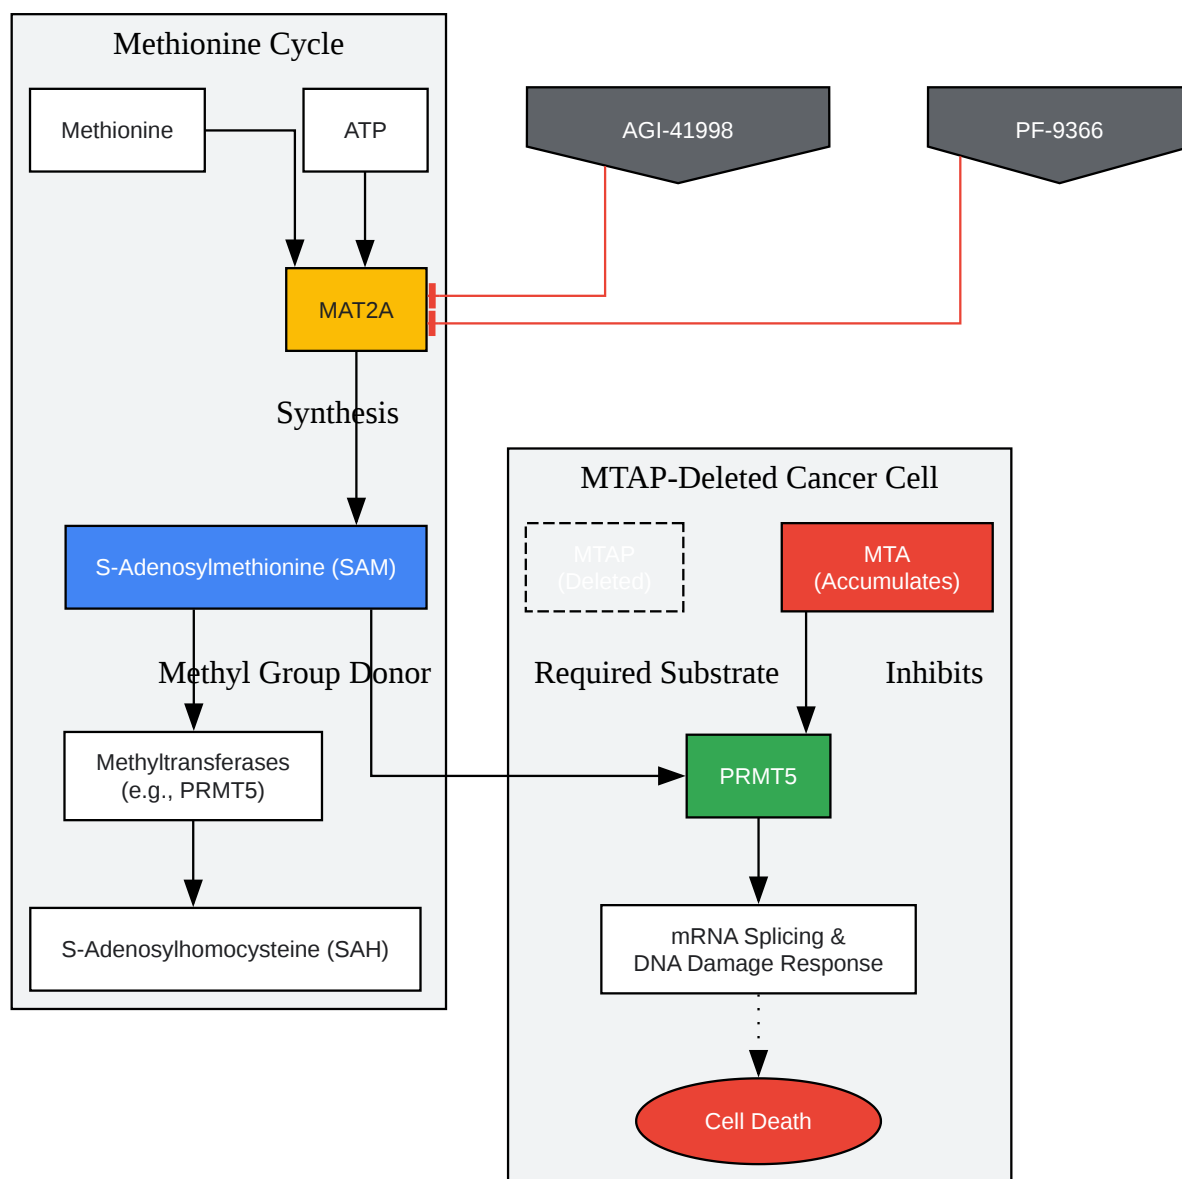 Methionine Cycle
Methionine
ATP
AGI-41998
PF-9366
MAT2A
Synthesis
MTAP-Deleted Cancer Cell
S-Adenosylmethionine (SAM)
MTAP
(Deleted)
MTA
(Accumulates)
Methyl Group Donor
Required Substrate
Inhibits
Methyltransferases
(e.g., PRMT5)
PRMT5
S-Adenosylhomocysteine (SAH)
mRNA Splicing &
DNA Damage Response
Cell Death